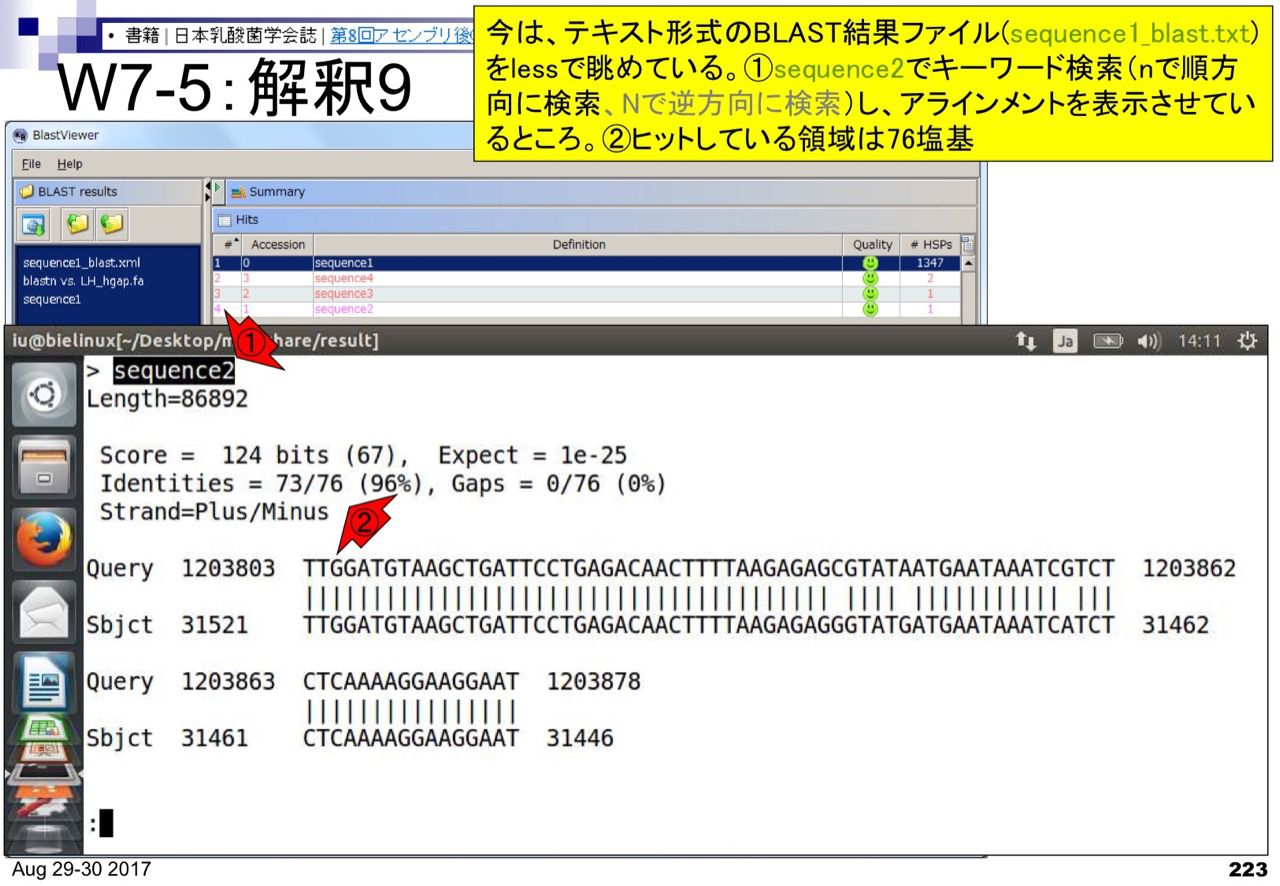 • 書籍 | 日本乳酸菌学会誌 | 第8回アセンブリ後
W7-5：解釈9
今は、テキスト形式のBLAST結果ファイル(sequence1_blast.txt)
をlessで眺めている。①sequence2でキーワード検索（nで順方
向に検索、Nで逆方向に検索）し、アラインメントを表示させてい
るところ。②ヒットしている領域は76塩基
BlastViewer
File Help
BLAST results
Summary
Hits
# Accession Definition Quality # HSPs
sequence1_blast.xml
blastn vs. LH_hgap.fa
sequence1
1 0 sequence1 1347
2 3 sequence4 2
3 2 sequence3 1
4 1 sequence2 1
①
iu@bielinux[~/Desktop/m hare/result] Ja 14:11
> sequence2
Length=86892
Score = 124 bits (67), Expect = 1e-25
Identities = 73/76 (96%), Gaps = 0/76 (0%)
Strand=Plus/Minus
②
Query 1203803 TTGGATGTAAGCTGATTCCTGAGACAACTTTTAAGAGAGCGTATAATGAATAAATCGTCT 1203862
||||||||||||||||||||||||||||||||||||||| |||| ||||||||||| |||
Sbjct 31521 TTGGATGTAAGCTGATTCCTGAGACAACTTTTAAGAGAGGGTATGATGAATAAATCATCT 31462
Query 1203863 CTCAAAAGGAAGGAAT 1203878
||||||||||||||||
Sbjct 31461 CTCAAAAGGAAGGAAT 31446
:
Aug 29-30 2017
223